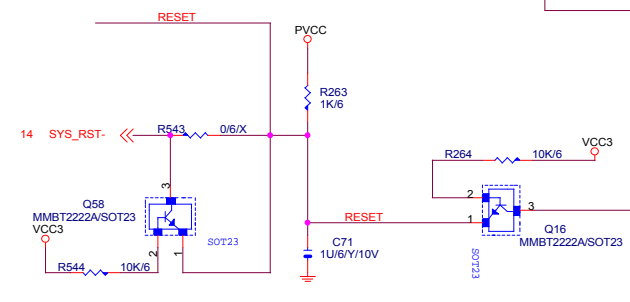 RESET
PVCC
R263
1K/6
14 SYS_RST-
R543 0/6/X
VCC3
R264 10K/6
3
Q58
MMBT2222A/SOT23
VCC3
SOT23
2 1
R544 10K/6
RESET
C71
1U/6/Y/10V
2
1
3
Q16
MMBT2222A/SOT23
SOT23